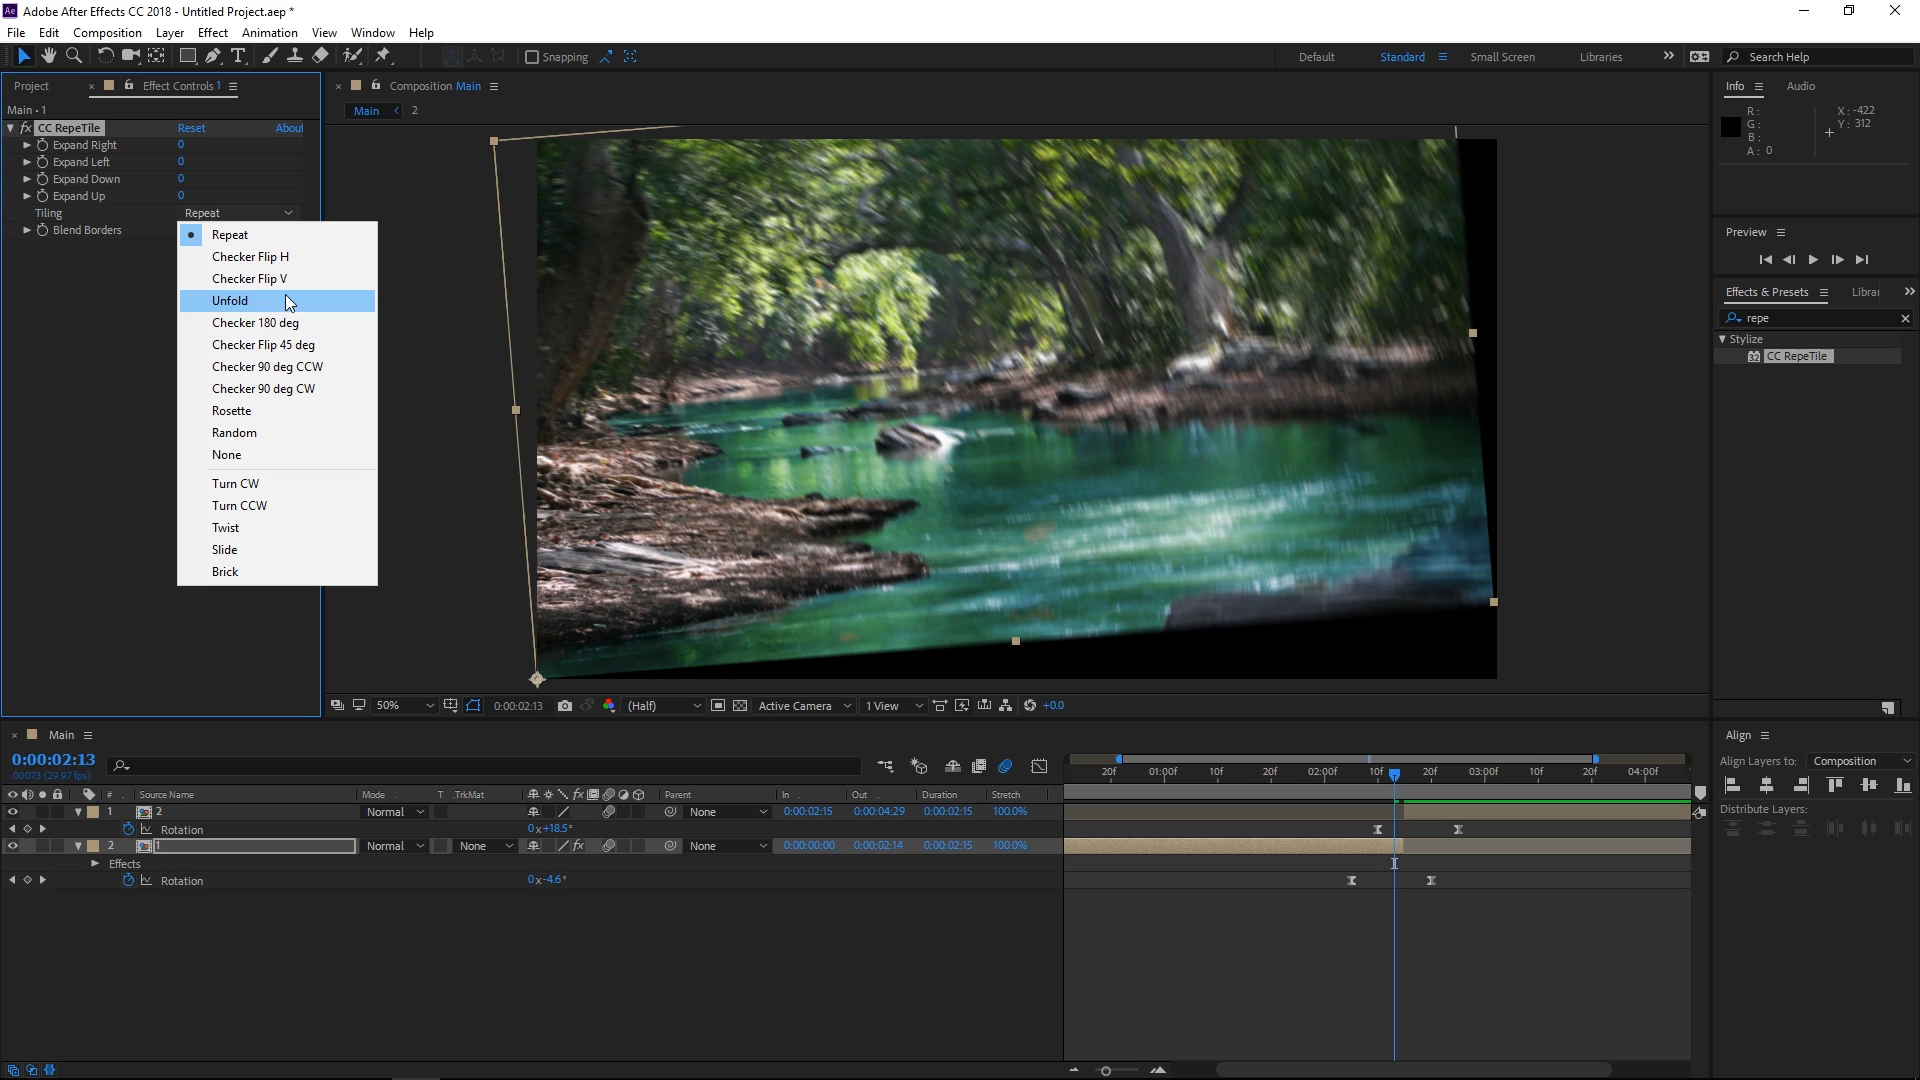 Ae Adobe After Effects CC 2018 - Untitled Project.aep *
File Edit Composition Layer Effect Animation View Window Help
Snapping Default Standard Small Screen Libraries Search Help
Project Effect Controls 1
Main • 1
fx CC RepeTile Reset About
Expand Right 0
Expand Left 0
Expand Down 0
Expand Up 0
Tiling Repeat
Blend Borders
Repeat
Checker Flip H
Checker Flip V
Unfold
Checker 180 deg
Checker Flip 45 deg
Checker 90 deg CCW
Checker 90 deg CW
Rosette
Random
None
Turn CW
Turn CCW
Twist
Slide
Brick
Composition Main
Main 2
50% 0:00:02:13 (Half) Active Camera 1 View +0.0
Info Audio
R: X: -422
G: Y: 312
B:
A: 0
Preview
Effects & Presets Librar
repe
Stylize
32 CC RepeTile
Main
0:00:02:13
00073 (29.97 fps)
20f 01:00f 10f 20f 02:00f 10f 20f 03:00f 10f 20f 04:00f
# Source Name Mode T .TrkMat fx Parent In Out Duration Stretch
1 2 Normal None 0:00:02:15 0:00:04:29 0:00:02:15 100.0%
Rotation 0x+18.5°
2 1 Normal None fx None 0:00:00:00 0:00:02:14 0:00:02:15 100.0%
Effects
Rotation 0x-4.6°
Align
Align Layers to: Composition
Distribute Layers: